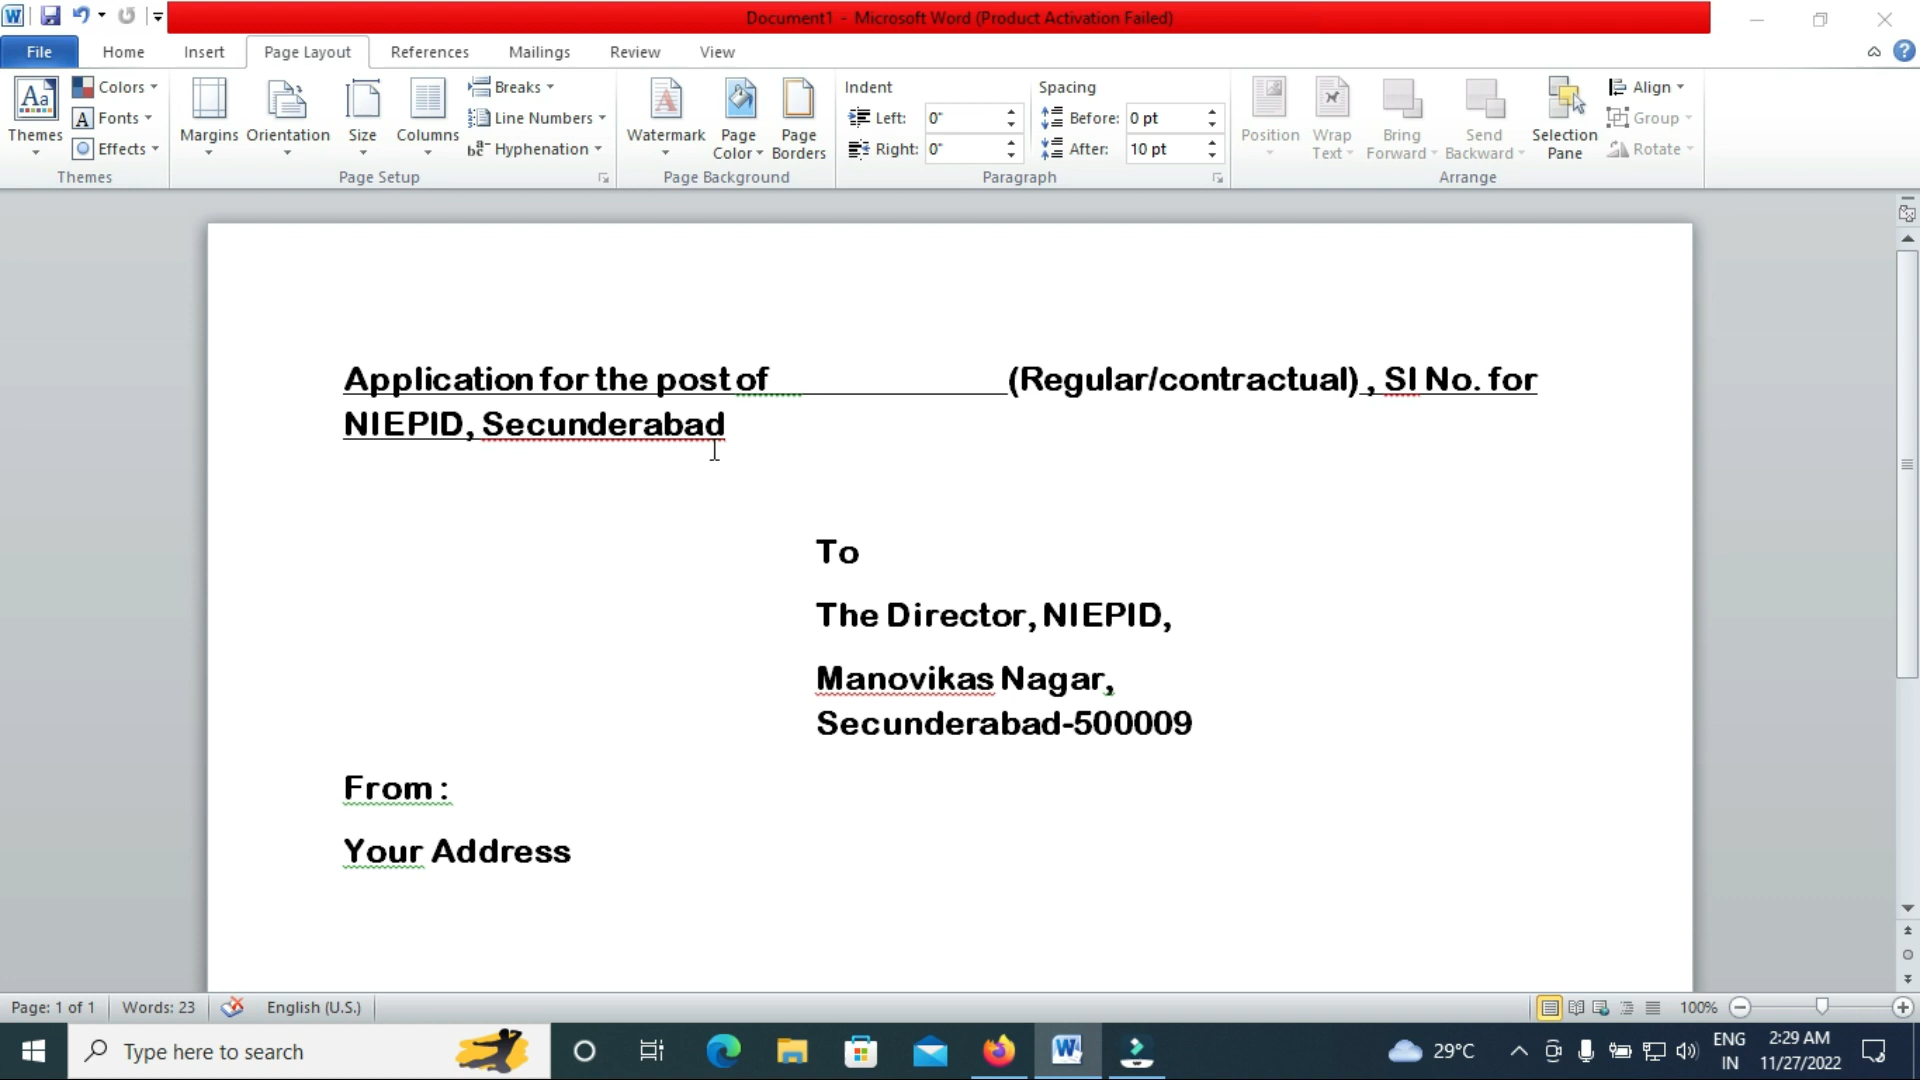 Document1 - Microsoft Word (Product Activation Failed)
File Home Insert Page Layout References Mailings Review View
Aa Themes
Colors
Fonts
Effects
Themes
Margins Orientation Size Columns
Breaks
Line Numbers
Hyphenation
Page Setup
Watermark Page Color Page Borders
Page Background
Indent
Left: 0"
Right: 0"
Spacing
Before: 0 pt
After: 10 pt
Paragraph
Position Wrap Text Bring Forward Send Backward Selection Pane
Align
Group
Rotate
Arrange
Application for the post of (Regular/contractual) , Sl No. for
NIEPID, Secunderabad
To
The Director, NIEPID,
Manovikas Nagar,
Secunderabad-500009
From :
Your Address
Page: 1 of 1 Words: 23 English (U.S.) 100%
Type here to search 29°C ENG IN 2:29 AM 11/27/2022